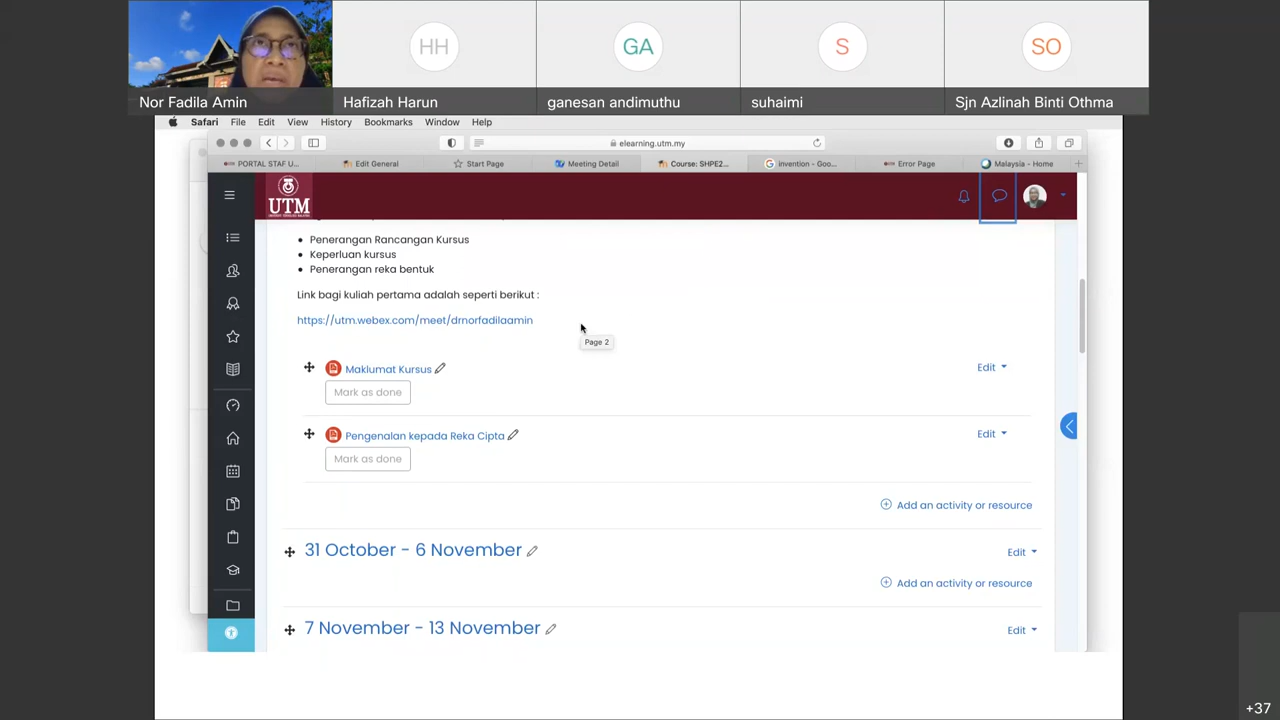 HH
GA
S
SO
Nor Fadila Amin
Hafizah Harun
ganesan andimuthu
suhaimi
Sjn Azlinah Binti Othma
Safari File Edit View History Bookmarks Window Help
elearning.utm.my
PORTAL STAF U...
Edit General
Start Page
Meeting Detail
Course: SHPE2...
invention - Goo...
Error Page
Malaysia - Home
UTM
Penerangan Rancangan Kursus
Keperluan kursus
Penerangan reka bentuk
Link bagi kuliah pertama adalah seperti berikut :
https://utm.webex.com/meet/drnorfadilaamin
Page 2
Maklumat Kursus
Edit
Mark as done
Pengenalan kepada Reka Cipta
Edit
Mark as done
Add an activity or resource
31 October - 6 November
Edit
Add an activity or resource
7 November - 13 November
Edit
+37